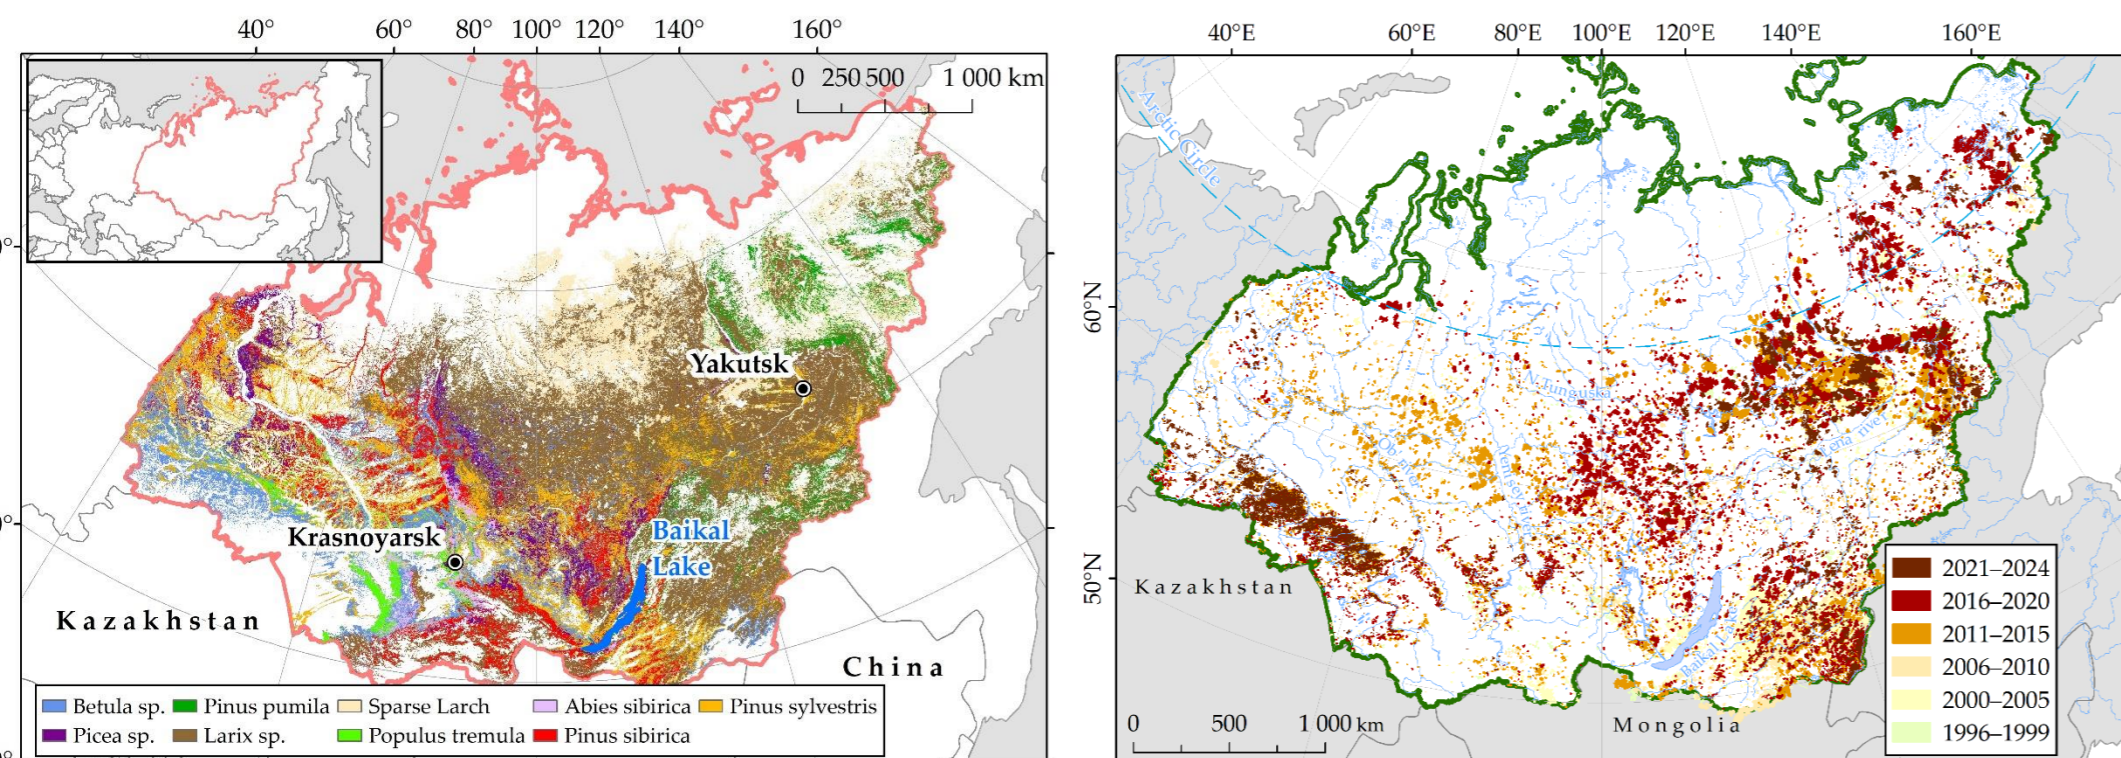 40° 60° 80° 100° 120° 140° 160°
0 250 500 1 000 km
Yakutsk
Krasnoyarsk
Baikal
Lake
Kazakhstan
China
Betula sp. Pinus pumila Sparse Larch Abies sibirica Pinus sylvestris
Picea sp. Larix sp. Populus tremula Pinus sibirica
40°E 60°E 80°E 100°E 120°E 140°E 160°E
Arctic Circle
60°N
N.Tunguska
Ob river
Lena river
50°N
Kazakhstan
Baikal L.
Mongolia
0 500 1 000 km
2021–2024
2016–2020
2011–2015
2006–2010
2000–2005
1996–1999